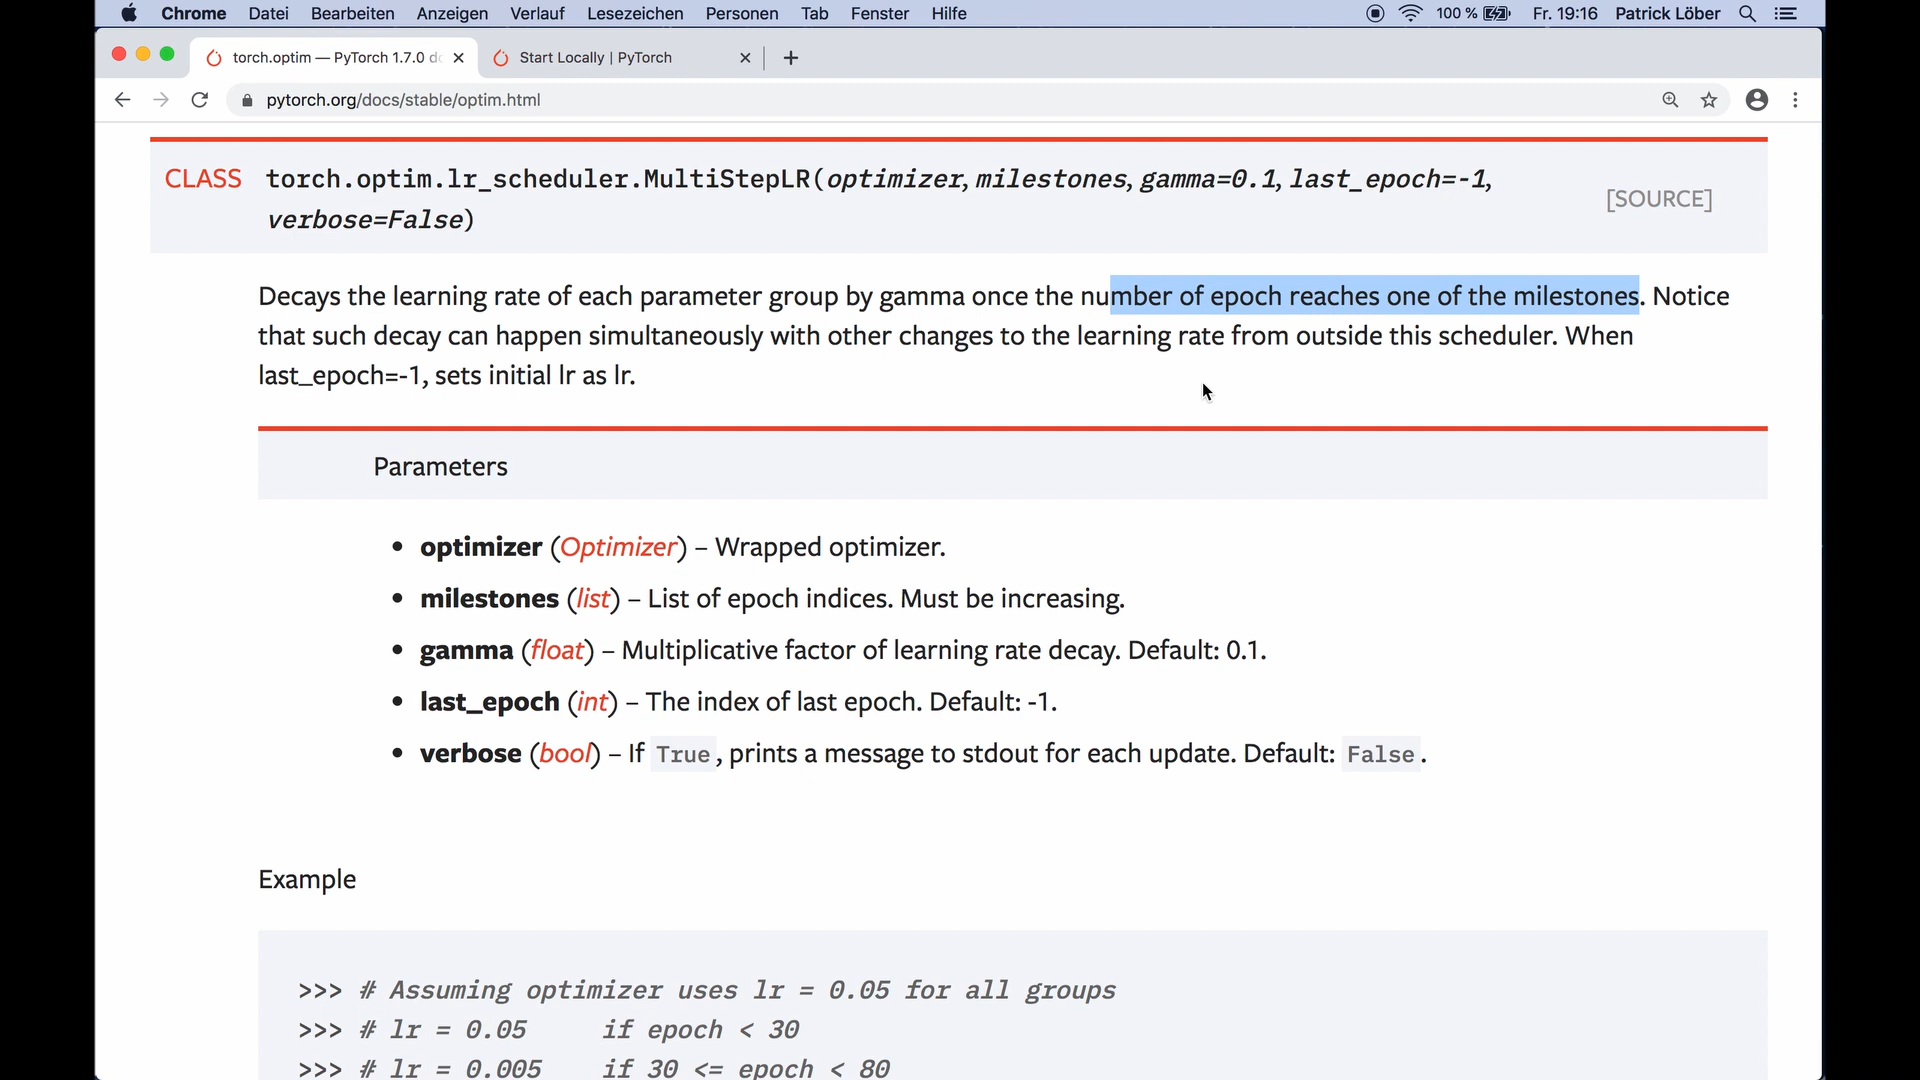 Chrome Datei Bearbeiten Anzeigen Verlauf Lesezeichen Personen Tab Fenster Hilfe 100 % Fr. 19:16 Patrick Löber
torch.optim — PyTorch 1.7.0 Start Locally | PyTorch
pytorch.org/docs/stable/optim.html
CLASS torch.optim.lr_scheduler.MultiStepLR(optimizer, milestones, gamma=0.1, last_epoch=-1,
verbose=False)
[SOURCE]
Decays the learning rate of each parameter group by gamma once the number of epoch reaches one of the milestones. Notice
that such decay can happen simultaneously with other changes to the learning rate from outside this scheduler. When
last_epoch=-1, sets initial lr as lr.
Parameters
• optimizer (Optimizer) – Wrapped optimizer.
• milestones (list) – List of epoch indices. Must be increasing.
• gamma (float) – Multiplicative factor of learning rate decay. Default: 0.1.
• last_epoch (int) – The index of last epoch. Default: -1.
• verbose (bool) – If True, prints a message to stdout for each update. Default: False.
Example
>>> # Assuming optimizer uses lr = 0.05 for all groups
>>> # lr = 0.05     if epoch < 30
>>> # lr = 0.005    if 30 <= epoch < 80